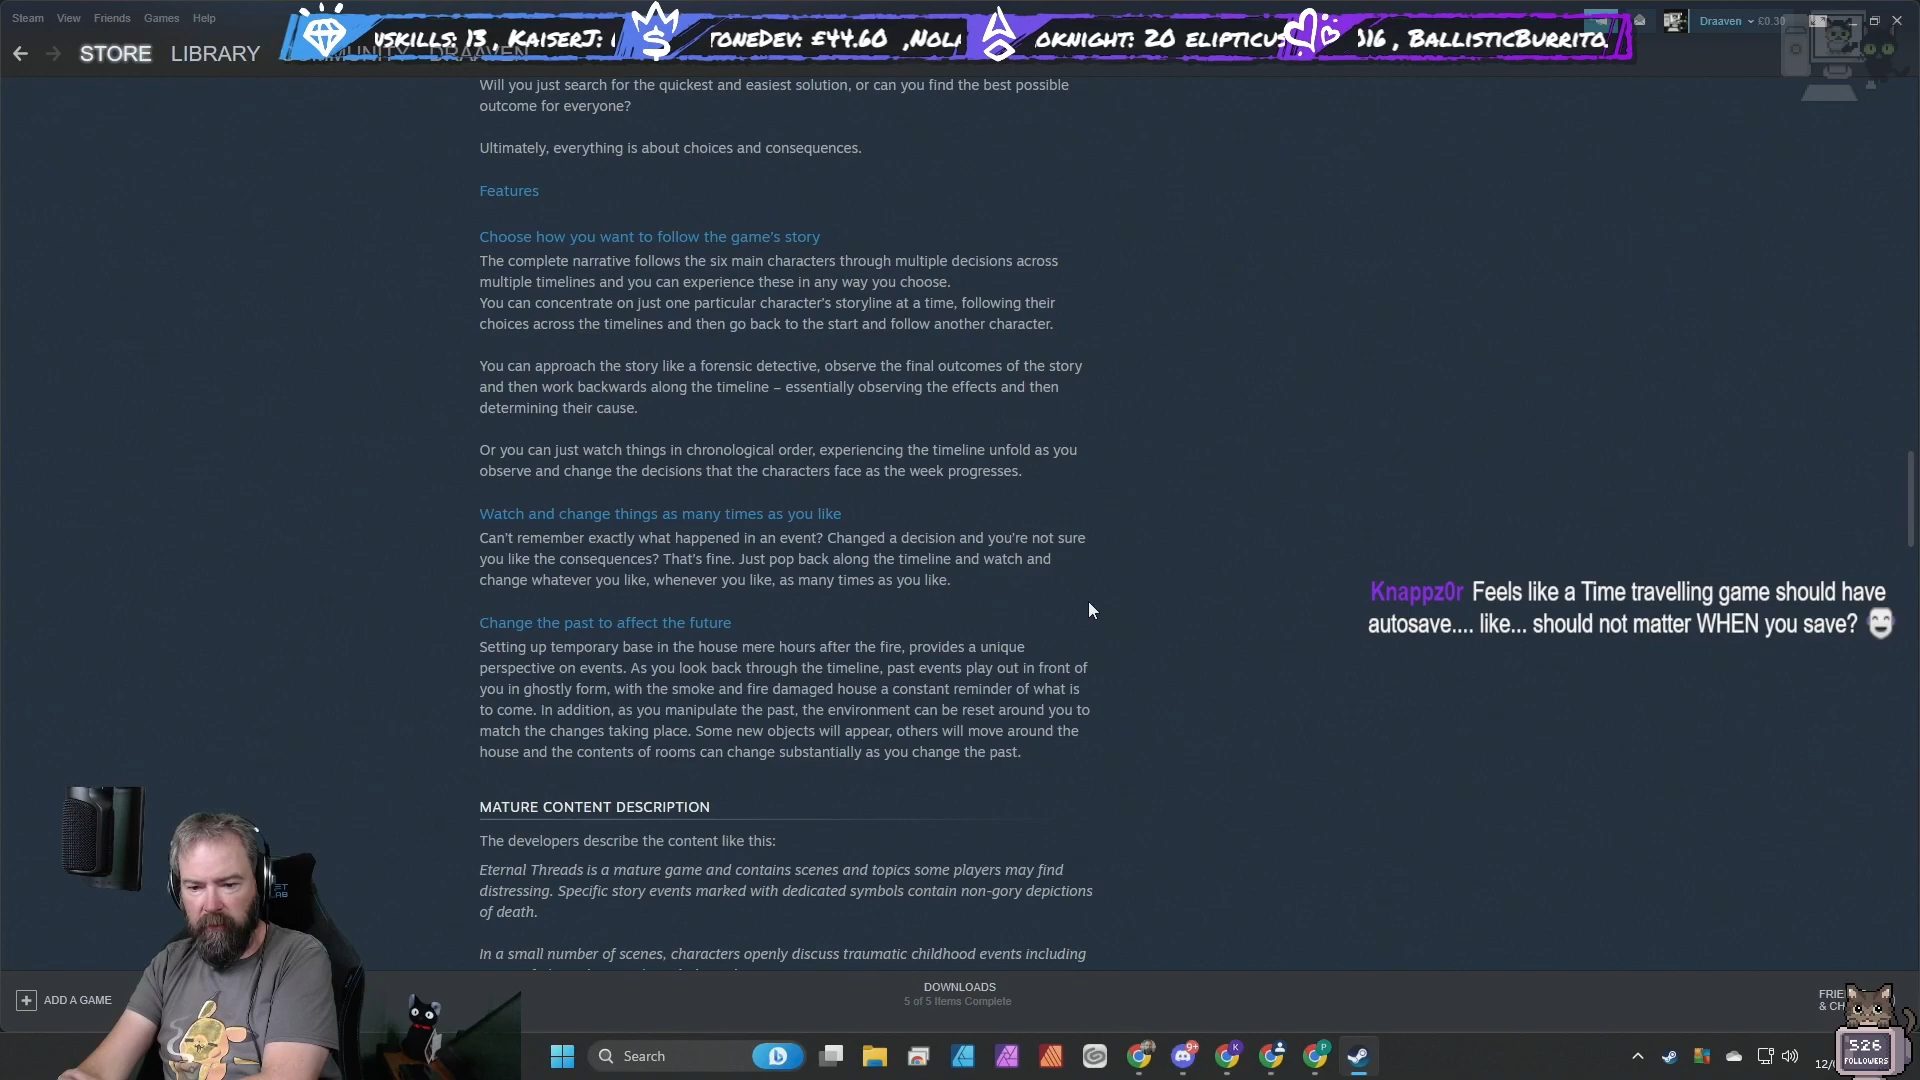 Steam View Friends Games Help
USKILLS: 13 , KAISERJ:
TONEDEV: £44.60 ,NOL
OKNIGHT: 20 ELIPTICUS
316 , BALLISTICBURRITO
Draaven £0.30
STORE LIBRARY COMMUNITY DRAAVEN
Will you just search for the quickest and easiest solution, or can you find the best possible
outcome for everyone?
Ultimately, everything is about choices and consequences.
Features
Choose how you want to follow the game's story
The complete narrative follows the six main characters through multiple decisions across
multiple timelines and you can experience these in any way you choose.
You can concentrate on just one particular character's storyline at a time, following their
choices across the timelines and then go back to the start and follow another character.
You can approach the story like a forensic detective, observe the final outcomes of the story
and then work backwards along the timeline – essentially observing the effects and then
determining their cause.
Or you can just watch things in chronological order, experiencing the timeline unfold as you
observe and change the decisions that the characters face as the week progresses.
Watch and change things as many times as you like
Can't remember exactly what happened in an event? Changed a decision and you're not sure
you like the consequences? That's fine. Just pop back along the timeline and watch and
change whatever you like, whenever you like, as many times as you like.
Knappz0r Feels like a Time travelling game should have
autosave.... like... should not matter WHEN you save?
Change the past to affect the future
Setting up temporary base in the house mere hours after the fire, provides a unique
perspective on events. As you look back through the timeline, past events play out in front of
you in ghostly form, with the smoke and fire damaged house a constant reminder of what is
to come. In addition, as you manipulate the past, the environment can be reset around you to
match the changes taking place. Some new objects will appear, others will move around the
house and the contents of rooms can change substantially as you change the past.
MATURE CONTENT DESCRIPTION
The developers describe the content like this:
Eternal Threads is a mature game and contains scenes and topics some players may find
distressing. Specific story events marked with dedicated symbols contain non-gory depictions
of death.
In a small number of scenes, characters openly discuss traumatic childhood events including
ADD A GAME
DOWNLOADS
5 of 5 Items Complete
FRIE
& CH
Search
9+
K
P
12/
526
FOLLOWERS